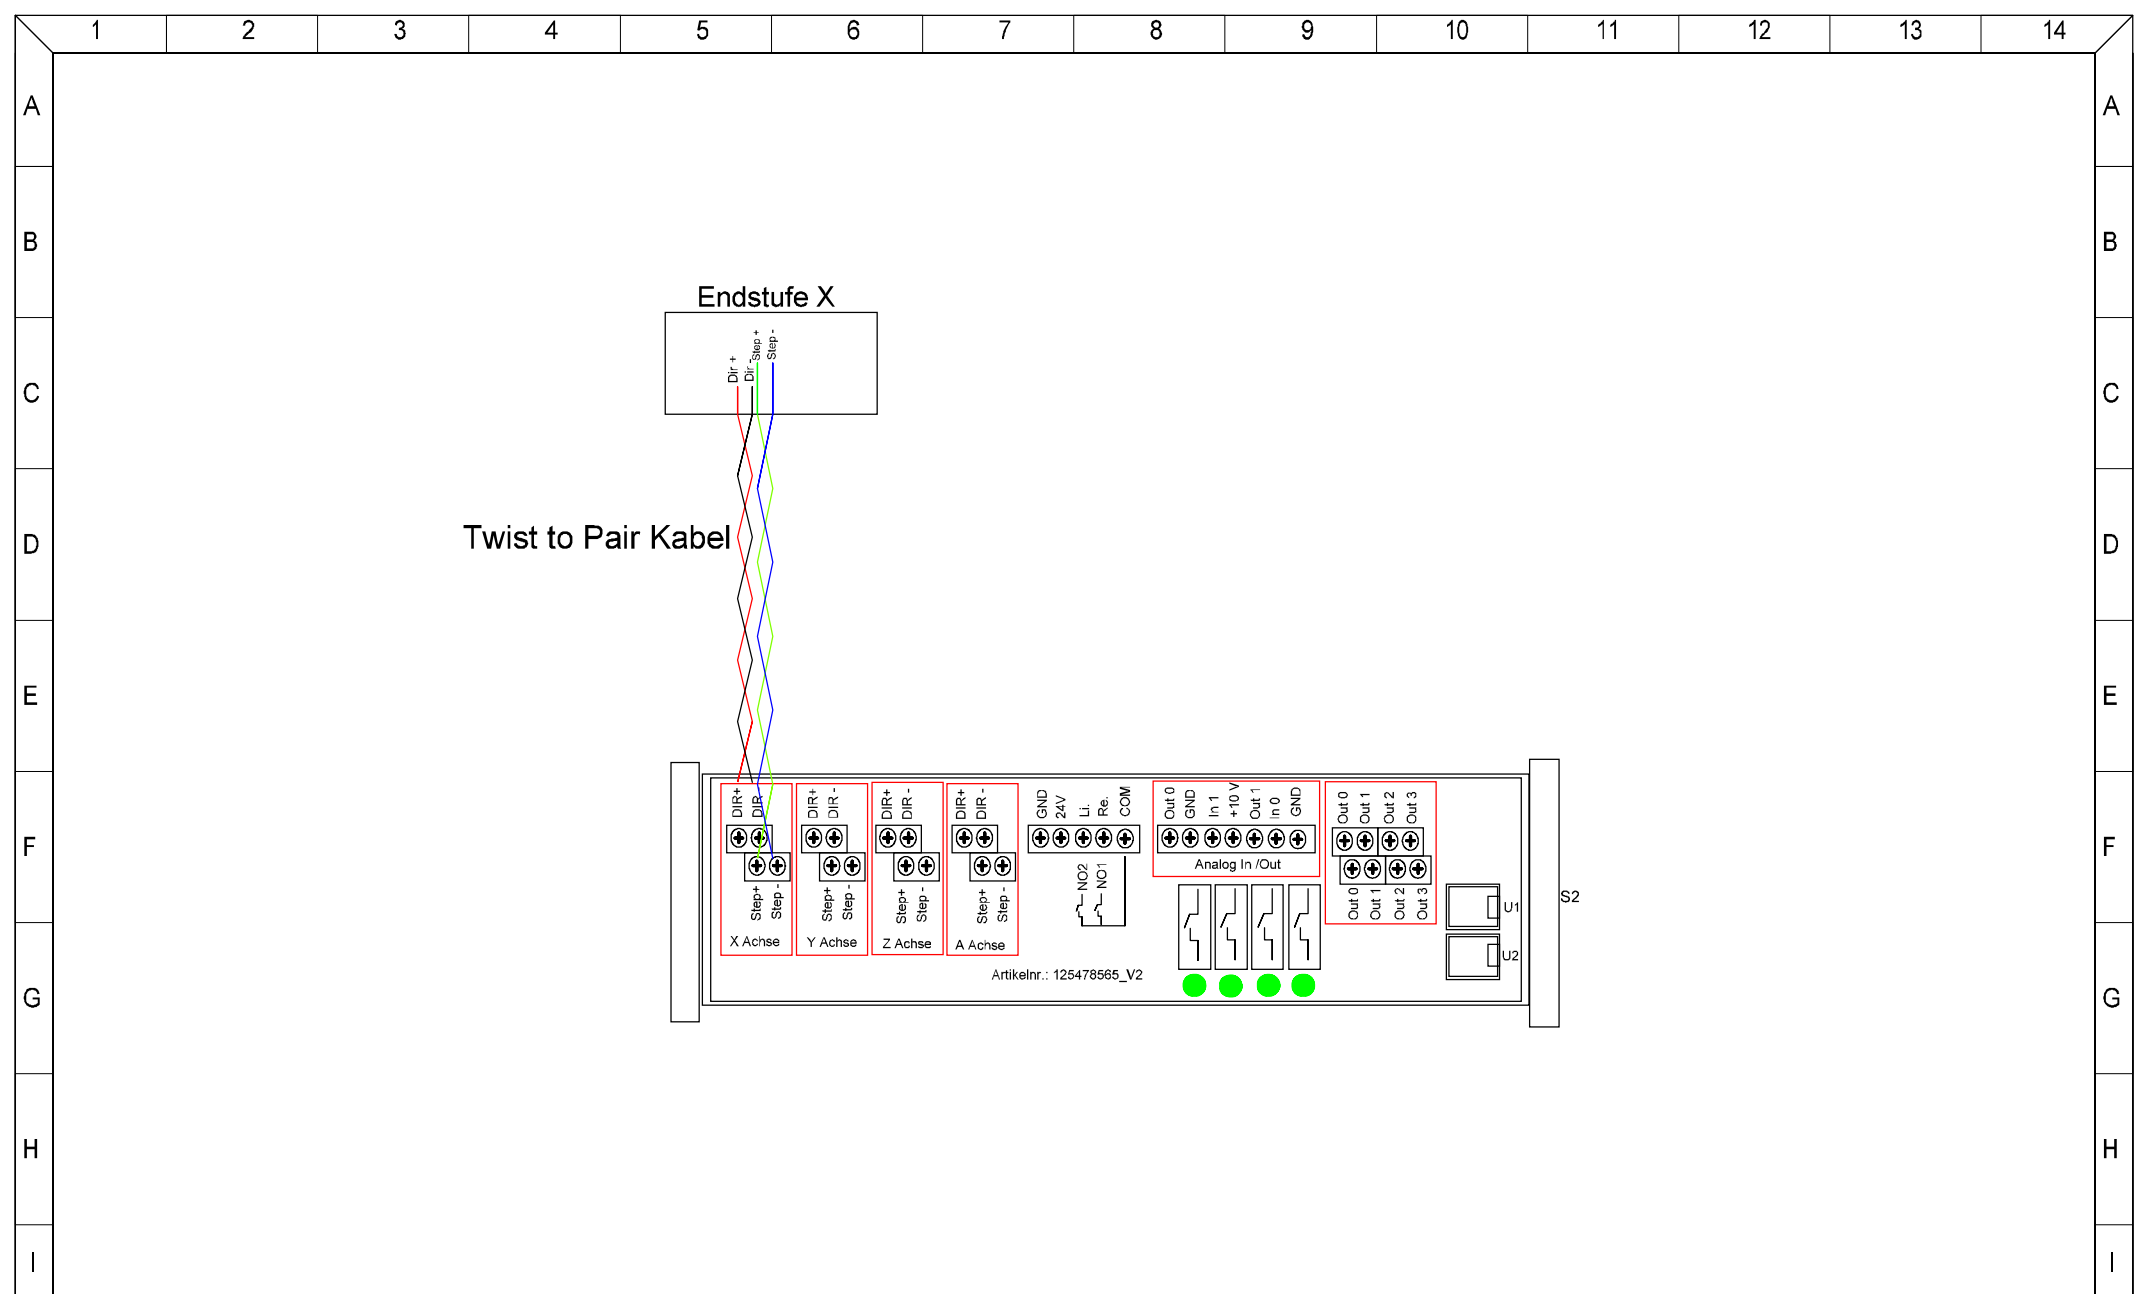 1 2 3 4 5 6 7 8 9 10 11 12 13 14
A A
B B
Endstufe X
Dir + Dir - Step + Step -
C C
Twist to Pair Kabel
D D
E E
DIR+ DIR - DIR+ DIR - DIR+ DIR - DIR+ DIR - GND 24V Li. Re. COM Out 0 GND In 1 +10 V Out 1 In 0 GND Out 0 Out 1 Out 2 Out 3
F F
Analog In /Out
NO2 NO1
Step+ Step - Step+ Step - Step+ Step - Step+ Step - Out 0 Out 1 Out 2 Out 3
S2
U1
X Achse Y Achse Z Achse A Achse
U2
Artikelnr.: 125478565_V2
G G
H H
I I